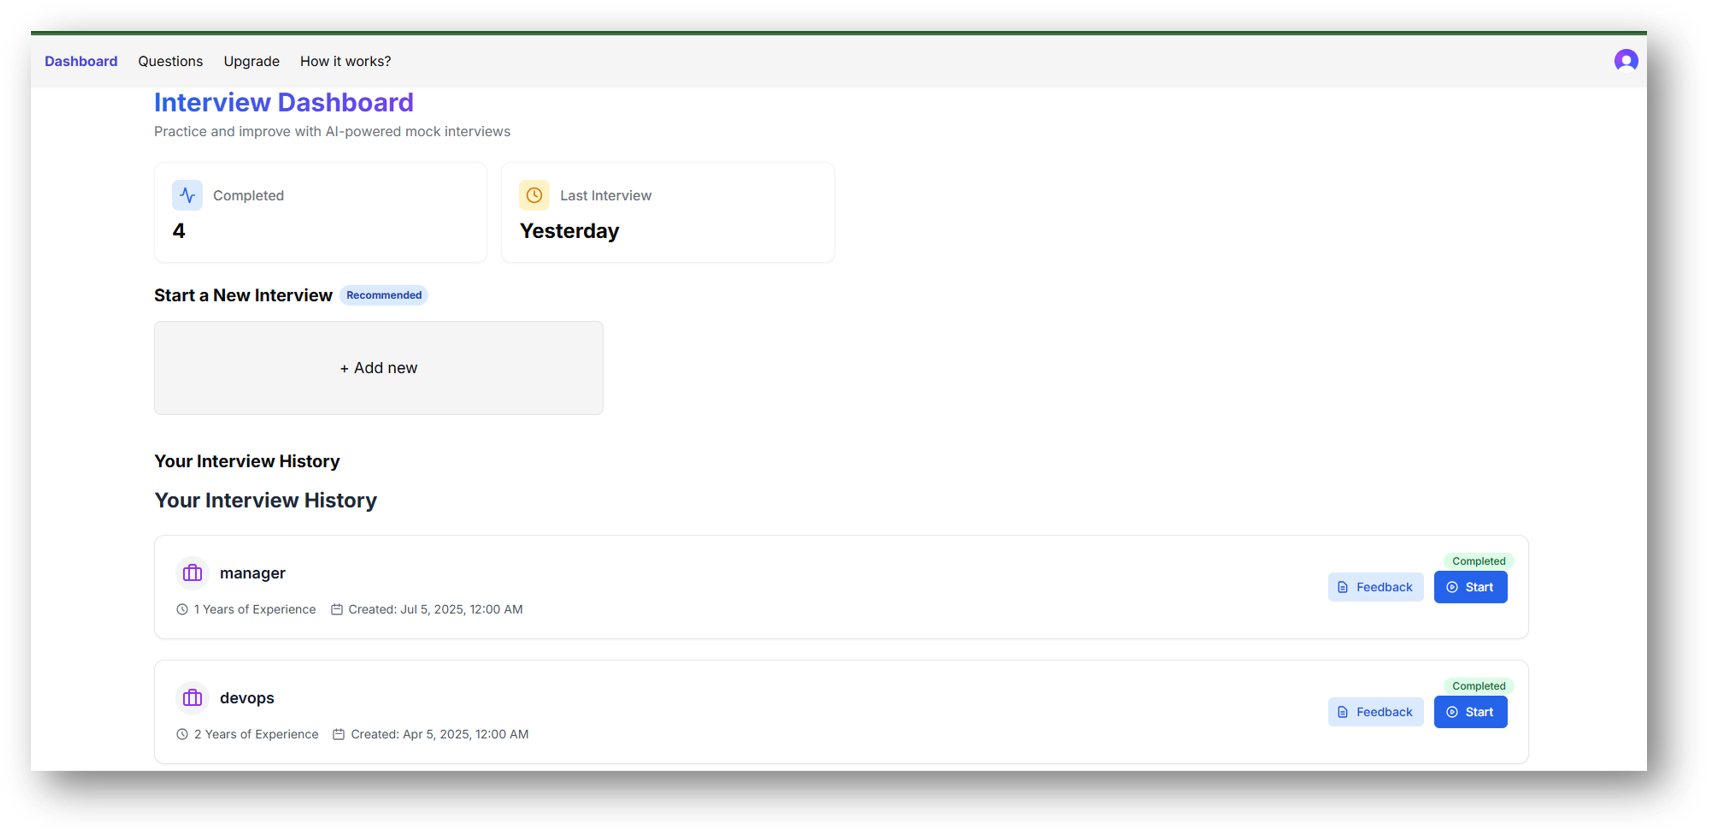 Dashboard Questions Upgrade How it works?
Interview Dashboard
Practice and improve with AI-powered mock interviews
Completed
4
Last Interview
Yesterday
Start a New Interview Recommended
+ Add new
Your Interview History
Your Interview History
manager
1 Years of Experience Created: Jul 5, 2025, 12:00 AM
Completed
Feedback Start
devops
2 Years of Experience Created: Apr 5, 2025, 12:00 AM
Completed
Feedback Start